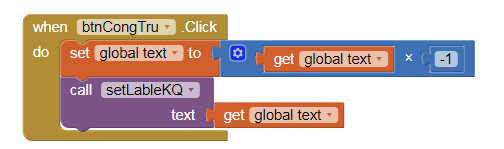 when btnCongTru .Click
do set global text to get global text × -1
call setLableKQ
text get global text